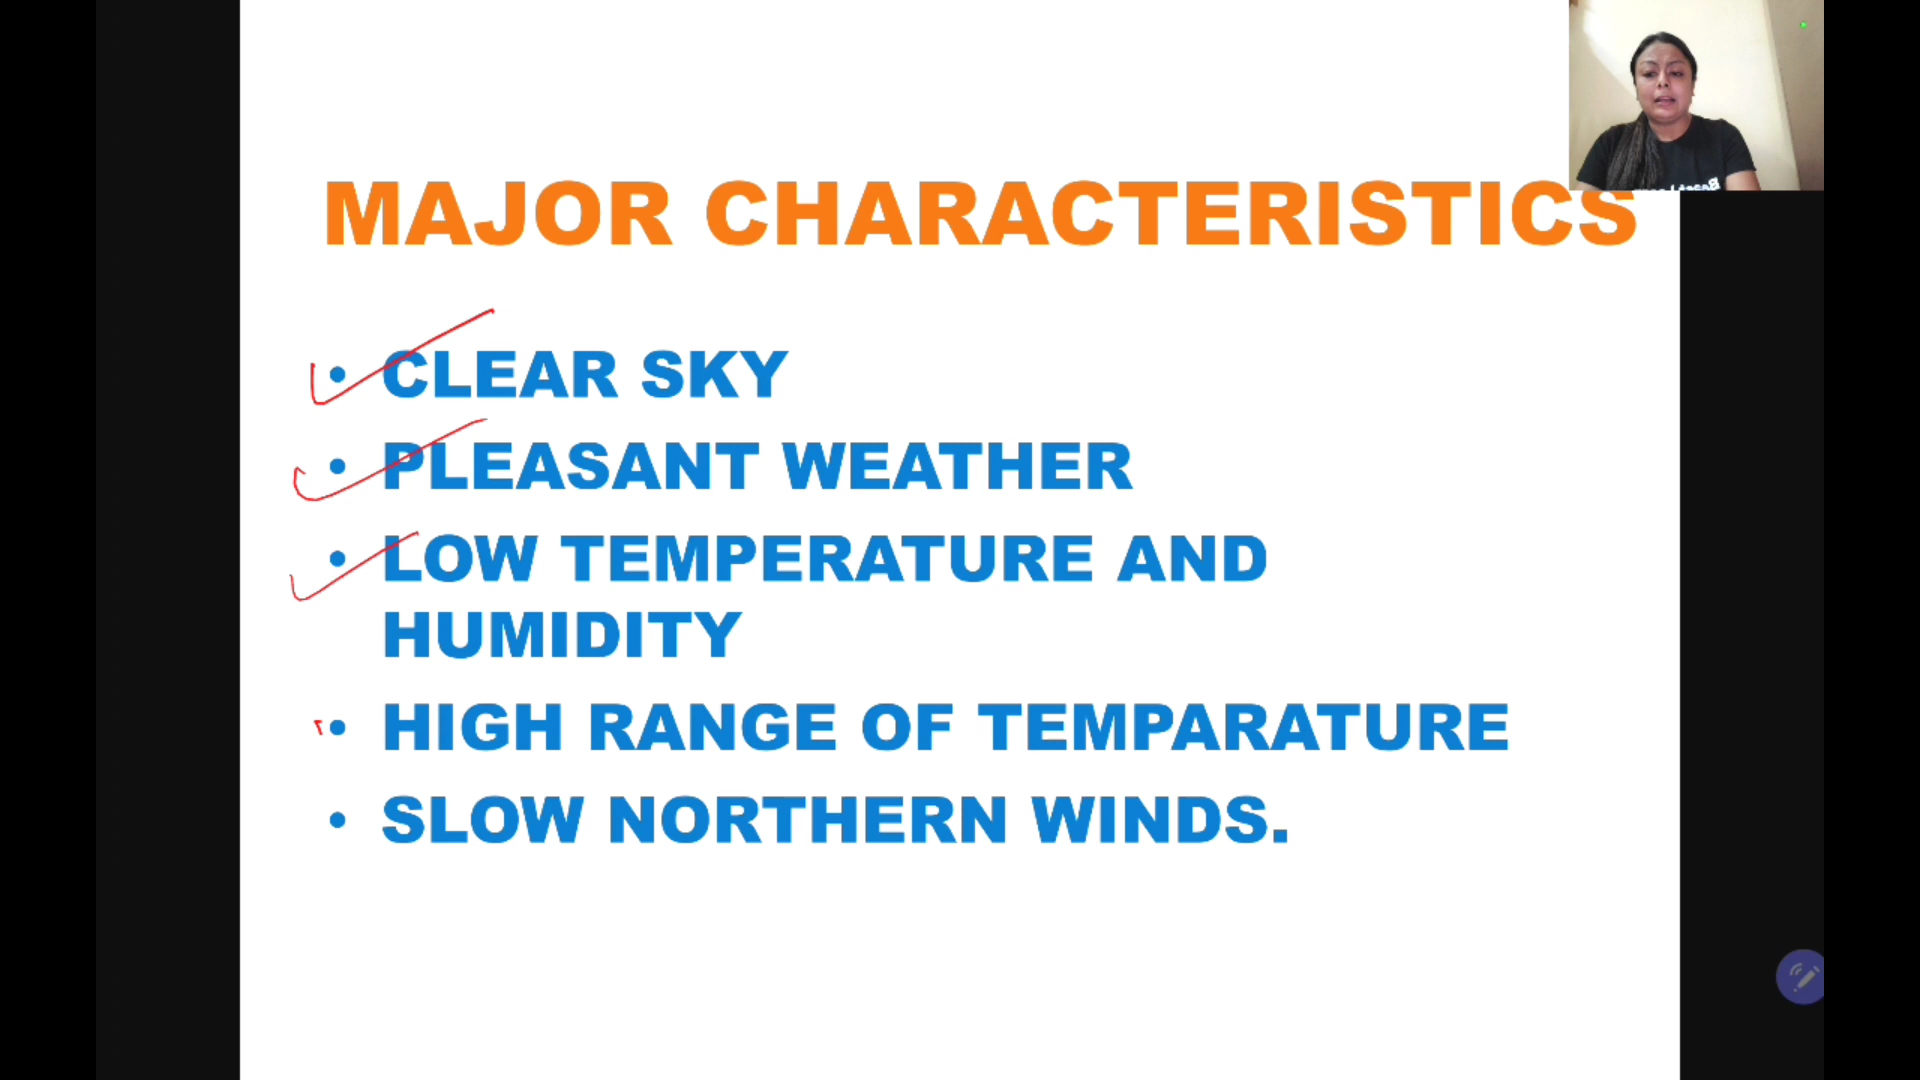 MAJOR CHARACTERISTICS
• CLEAR SKY
• PLEASANT WEATHER
• LOW TEMPERATURE AND
HUMIDITY
• HIGH RANGE OF TEMPARATURE
• SLOW NORTHERN WINDS.